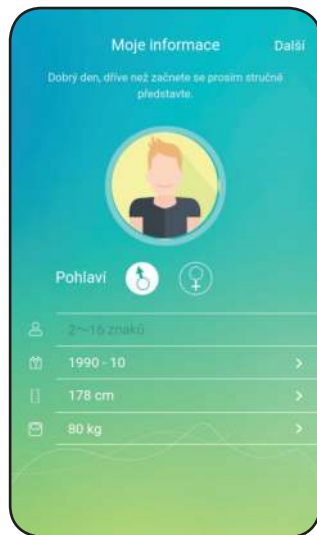 Moje informace Další
Dobrý den, dříve než začnete se prosím stručně
představte.
Pohlaví
2~16 znaků
1990 - 10
178 cm
80 kg